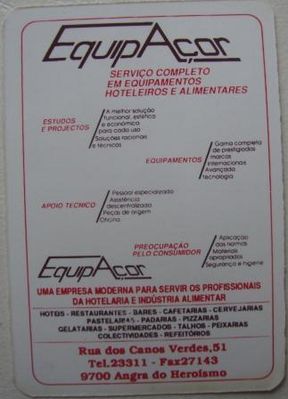 EquipAçor
SERVIÇO COMPLETO
EM EQUIPAMENTOS
HOTELEIROS E ALIMENTARES
ESTUDOS
E PROJECTOS
A melhor solução
funcional, estética
e económica
para cada uso
Soluções racionais
e técnicas
EQUIPAMENTOS
Gama completa
de prestigiadas
marcas
internacionais
Avançada
tecnologia
APOIO TECNICO
Pessoal especializado
Assistência
descentralizada
Peças de origem
Oficina
PREOCUPAÇÃO
PELO CONSUMIDOR
Aplicação
das normas
Materiais
apropriados
Segurança e higiene
EquipAçor
UMA EMPRESA MODERNA PARA SERVIR OS PROFISSIONAIS
DA HOTELARIA E INDÚSTRIA ALIMENTAR
HOTEIS - RESTAURANTES - BARES - CAFETARIAS - CERVEJARIAS
PASTELARIAS - PADARIAS - PIZZARIAS
GELATARIAS - SUPERMERCADOS - TALHOS - PEIXARIAS
COLECTIVIDADES - REFEITÓRIOS
Rua dos Canos Verdes,51
Tel.23311 - Fax27143
9700 Angra do Heroísmo